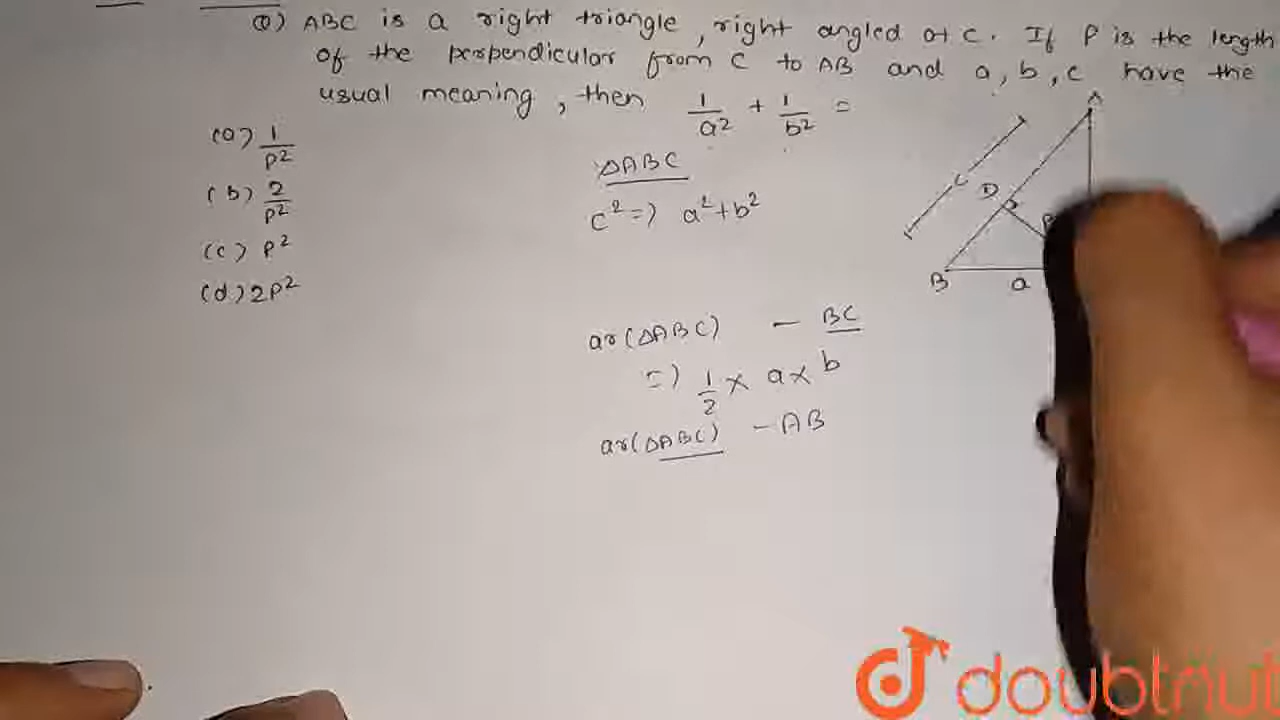 Q) ABC is a right triangle, right angled at C. If P is the length
of the perpendicular from C to AB and a, b, c have the
usual meaning, then 1/a² + 1/b² =
(a) 1/P²
(b) 2/P²
(c) P²
(d) 2P²
ΔABC
c² => a² + b²
ar(ΔABC) – BC
=> 1/2 × a × b
ar(ΔABC) – AB
A
C
D
P
B
a
doubtnut